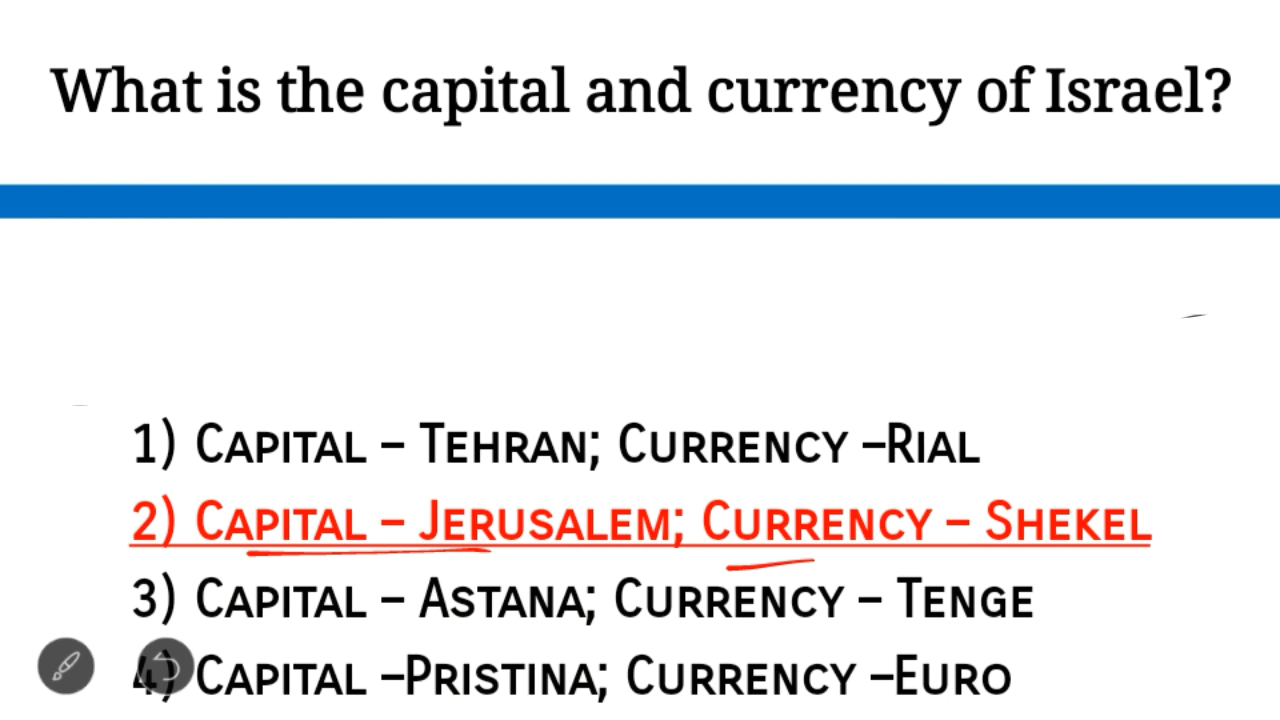 What is the capital and currency of Israel?
1) Capital – Tehran; Currency –Rial
2) Capital – Jerusalem; Currency – Shekel
3) Capital – Astana; Currency – Tenge
4) Capital –Pristina; Currency –Euro